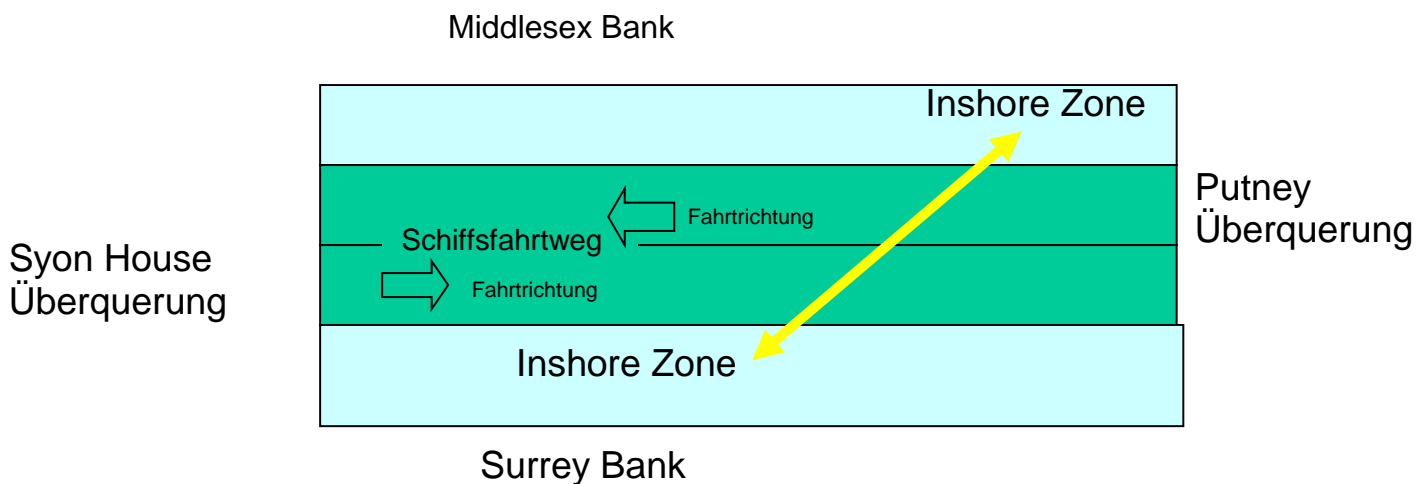 Middlesex Bank
Inshore Zone
Putney
Überquerung
Fahrtrichtung
Schiffsfahrtweg
Syon House
Überquerung
Fahrtrichtung
Inshore Zone
Surrey Bank